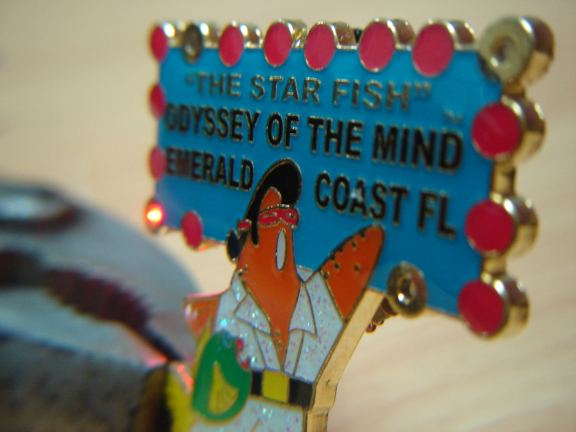 "THE STAR FISH"
ODYSSEY OF THE MIND
EMERALD COAST FL